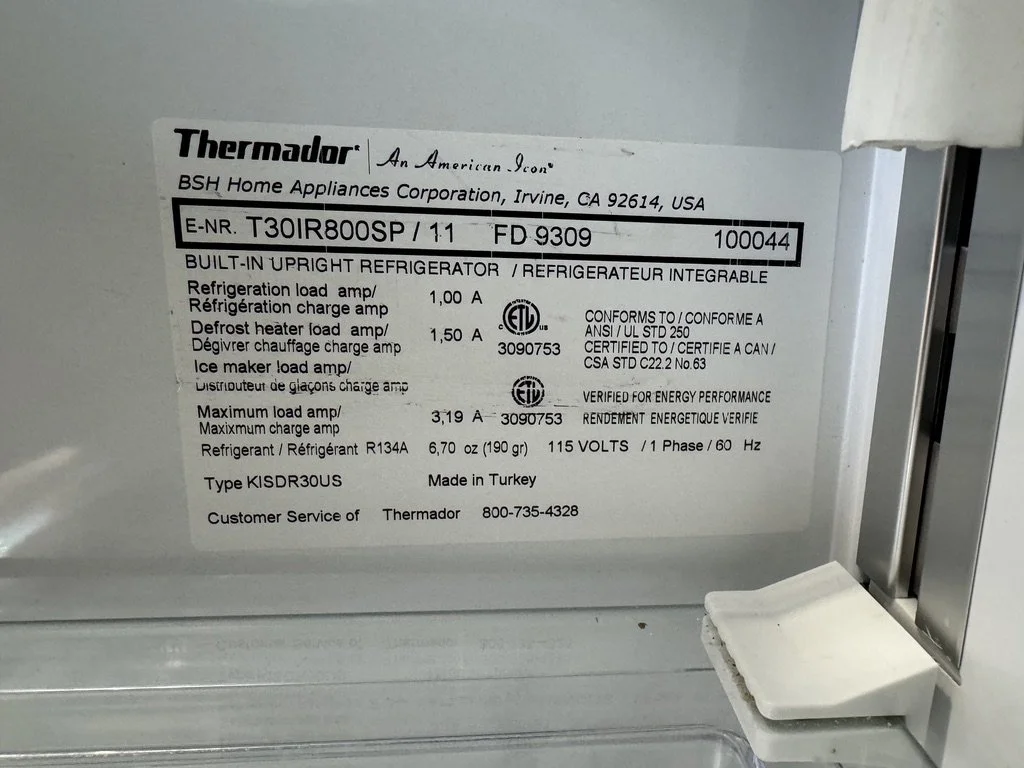 Thermador An American Icon
BSH Home Appliances Corporation, Irvine, CA 92614, USA
E-NR. T30IR800SP / 11 FD 9309 100044
BUILT-IN UPRIGHT REFRIGERATOR / REFRIGERATEUR INTEGRABLE
Refrigeration load amp/
Réfrigération charge amp 1,00 A
Defrost heater load amp/
Dégivrer chauffage charge amp 1,50 A
Ice maker load amp/
Distributeur de glaçons charge amp
Maximum load amp/
Maxixmum charge amp 3,19 A
C ETL US
3090753
CONFORMS TO / CONFORME A
ANSI / UL STD 250
CERTIFIED TO / CERTIFIE A CAN /
CSA STD C22.2 No.63
ETL
3090753
VERIFIED FOR ENERGY PERFORMANCE
RENDEMENT ENERGETIQUE VERIFIE
Refrigerant / Réfrigérant R134A 6,70 oz (190 gr) 115 VOLTS / 1 Phase / 60 Hz
Type KISDR30US Made in Turkey
Customer Service of Thermador 800-735-4328